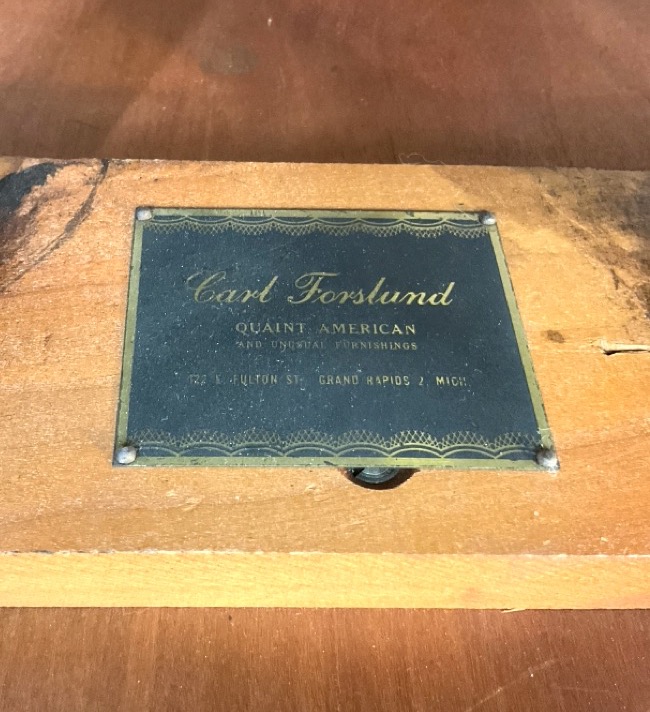 Carl Forslund
QUAINT AMERICAN
AND UNUSUAL FURNISHINGS
122 E. FULTON ST. GRAND RAPIDS 2, MICH.